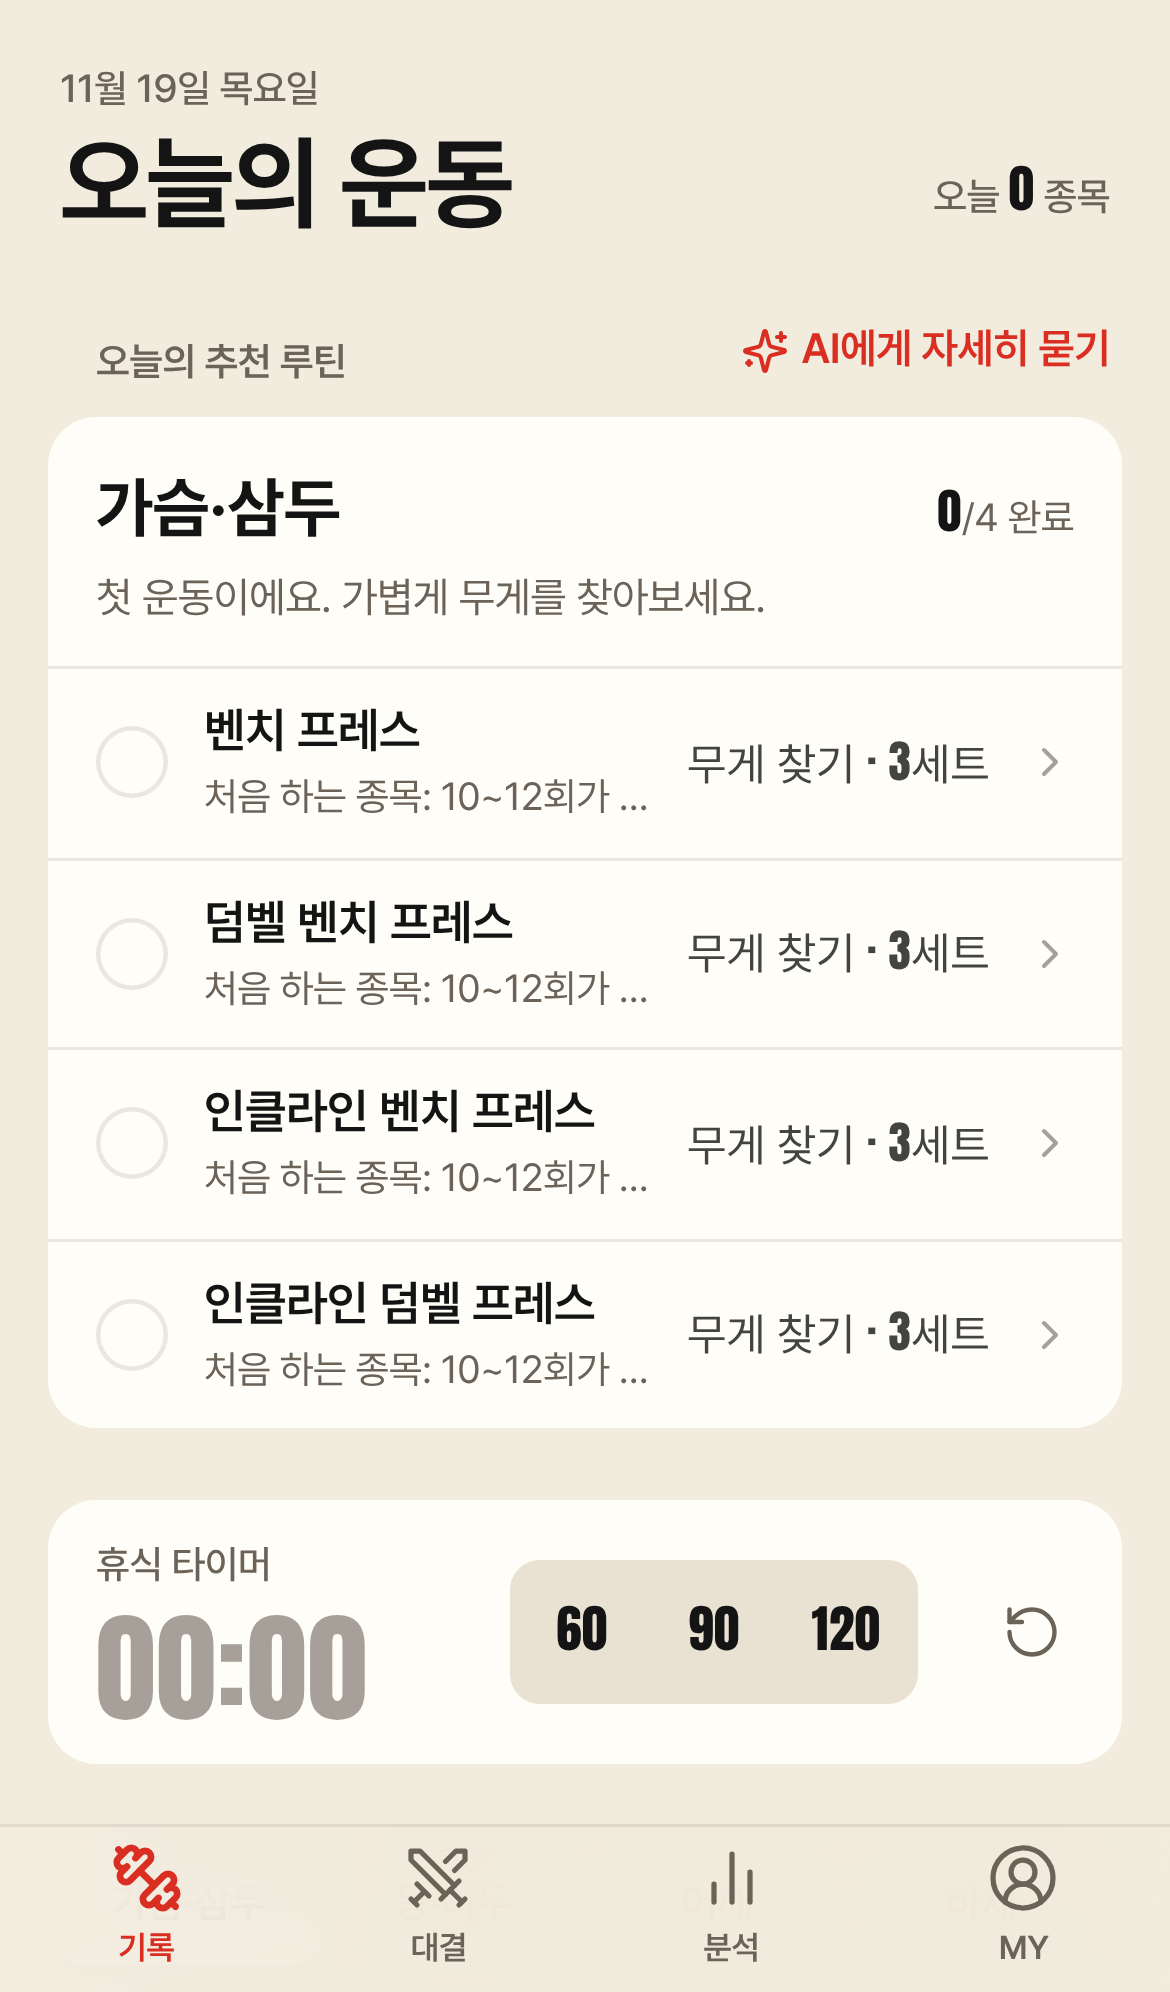 11월 19일 목요일
오늘의 운동
오늘 0 종목
오늘의 추천 루틴
AI에게 자세히 묻기
가슴·삼두
0/4 완료
첫 운동이에요. 가볍게 무게를 찾아보세요.
벤치 프레스
처음 하는 종목: 10~12회가 ...
무게 찾기 · 3세트
덤벨 벤치 프레스
처음 하는 종목: 10~12회가 ...
무게 찾기 · 3세트
인클라인 벤치 프레스
처음 하는 종목: 10~12회가 ...
무게 찾기 · 3세트
인클라인 덤벨 프레스
처음 하는 종목: 10~12회가 ...
무게 찾기 · 3세트
휴식 타이머
00:00
60 90 120
기록 대결 분석 MY